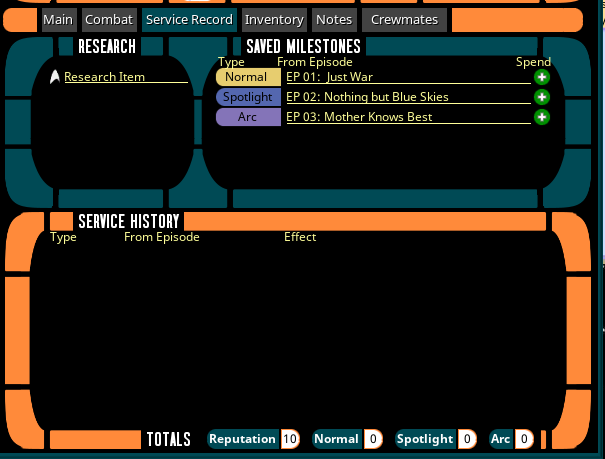 Main Combat Service Record Inventory Notes Crewmates
RESEARCH
Research Item
SAVED MILESTONES
Type From Episode Spend
Normal EP 01: Just War
Spotlight EP 02: Nothing but Blue Skies
Arc EP 03: Mother Knows Best
SERVICE HISTORY
Type From Episode Effect
TOTALS Reputation 10 Normal 0 Spotlight 0 Arc 0